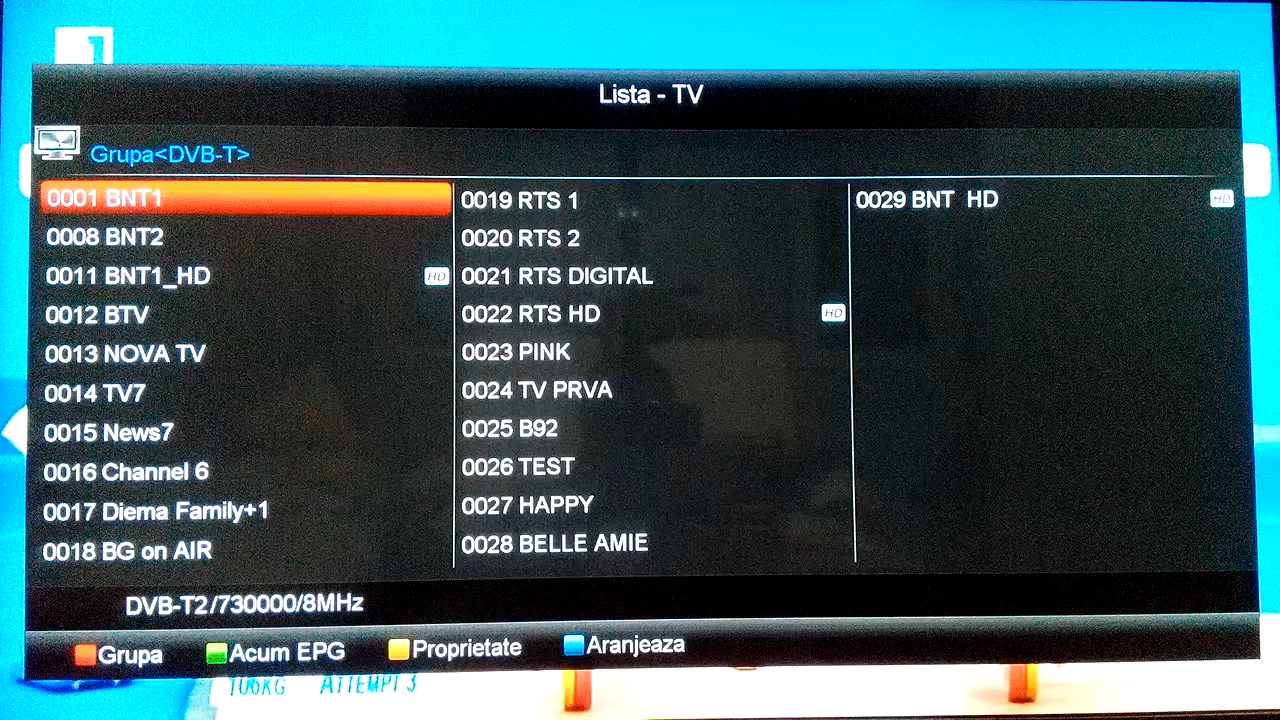 1
Lista - TV
Grupa<DVB-T>
0001 BNT1
0008 BNT2
0011 BNT1_HD HD
0012 BTV
0013 NOVA TV
0014 TV7
0015 News7
0016 Channel 6
0017 Diema Family+1
0018 BG on AIR
0019 RTS 1
0020 RTS 2
0021 RTS DIGITAL
0022 RTS HD HD
0023 PINK
0024 TV PRVA
0025 B92
0026 TEST
0027 HAPPY
0028 BELLE AMIE
0029 BNT  HD HD
DVB-T2/730000/8MHz
Grupa Acum EPG Proprietate Aranjeaza
106KG ATTEMPT 3